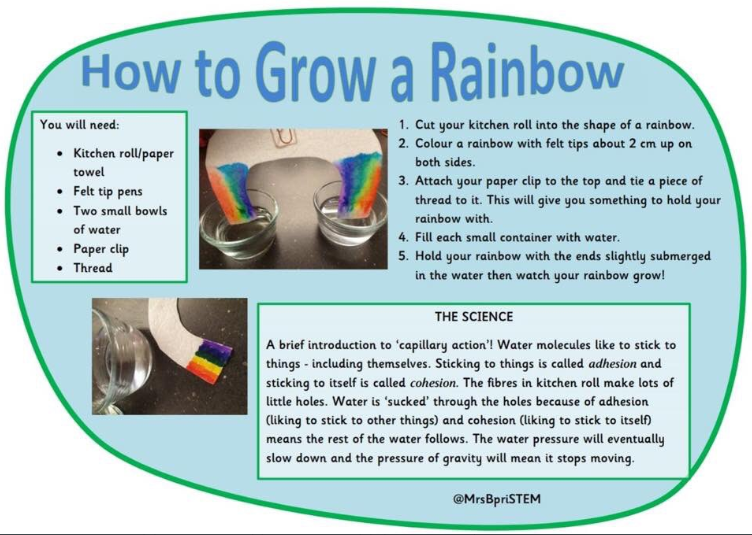 How to Grow a Rainbow
You will need:
• Kitchen roll/paper
towel
• Felt tip pens
• Two small bowls
of water
• Paper clip
• Thread
1. Cut your kitchen roll into the shape of a rainbow.
2. Colour a rainbow with felt tips about 2 cm up on
both sides.
3. Attach your paper clip to the top and tie a piece of
thread to it. This will give you something to hold your
rainbow with.
4. Fill each small container with water.
5. Hold your rainbow with the ends slightly submerged
in the water then watch your rainbow grow!
THE SCIENCE
A brief introduction to ‘capillary action’! Water molecules like to stick to
things - including themselves. Sticking to things is called adhesion and
sticking to itself is called cohesion. The fibres in kitchen roll make lots of
little holes. Water is ‘sucked’ through the holes because of adhesion
(liking to stick to other things) and cohesion (liking to stick to itself)
means the rest of the water follows. The water pressure will eventually
slow down and the pressure of gravity will mean it stops moving.
@MrsBpriSTEM